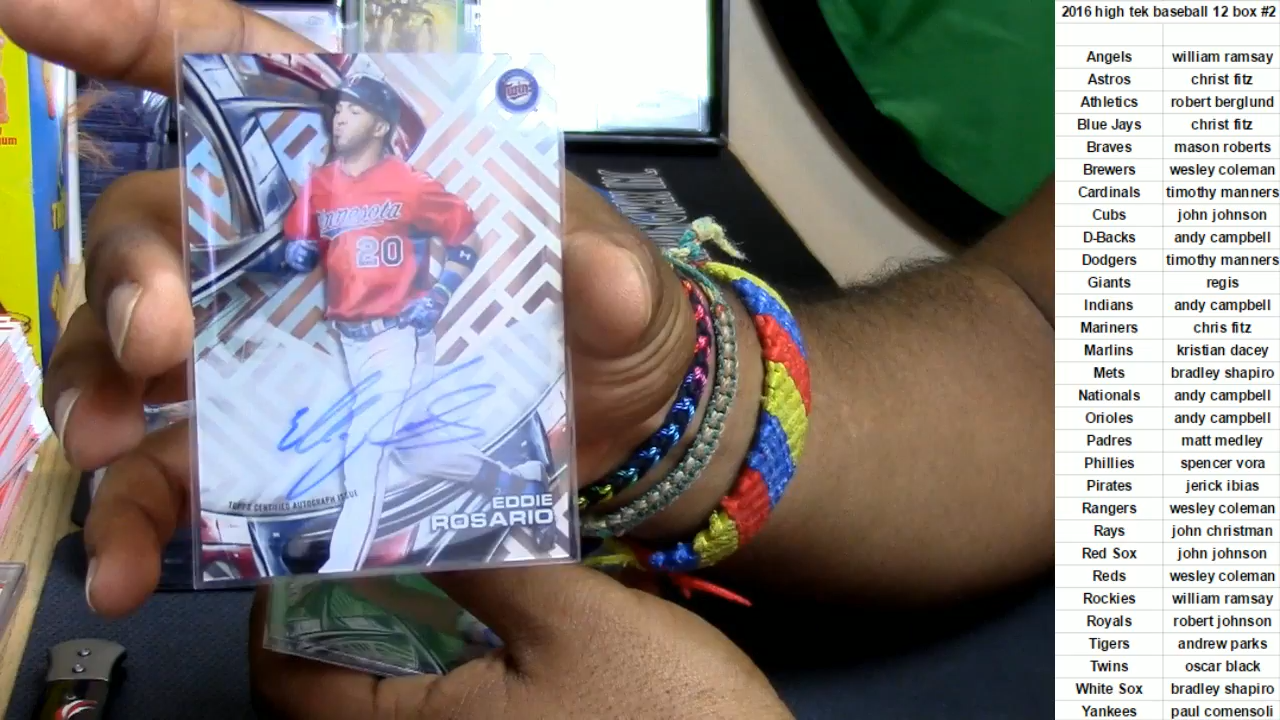 2016 high tek baseball 12 box #2
Angels william ramsay
Astros christ fitz
Athletics robert berglund
Blue Jays christ fitz
Braves mason roberts
Brewers wesley coleman
Cardinals timothy manners
Cubs john johnson
D-Backs andy campbell
Dodgers timothy manners
Giants regis
Indians andy campbell
Mariners chris fitz
Marlins kristian dacey
Mets bradley shapiro
Nationals andy campbell
Orioles andy campbell
Padres matt medley
Phillies spencer vora
Pirates jerick ibias
Rangers wesley coleman
Rays john christman
Red Sox john johnson
Reds wesley coleman
Rockies william ramsay
Royals robert johnson
Tigers andrew parks
Twins oscar black
White Sox bradley shapiro
Yankees paul comensoli
Twins
Minnesota
20
TOPPS CERTIFIED AUTOGRAPH ISSUE
EDDIE
ROSARIO